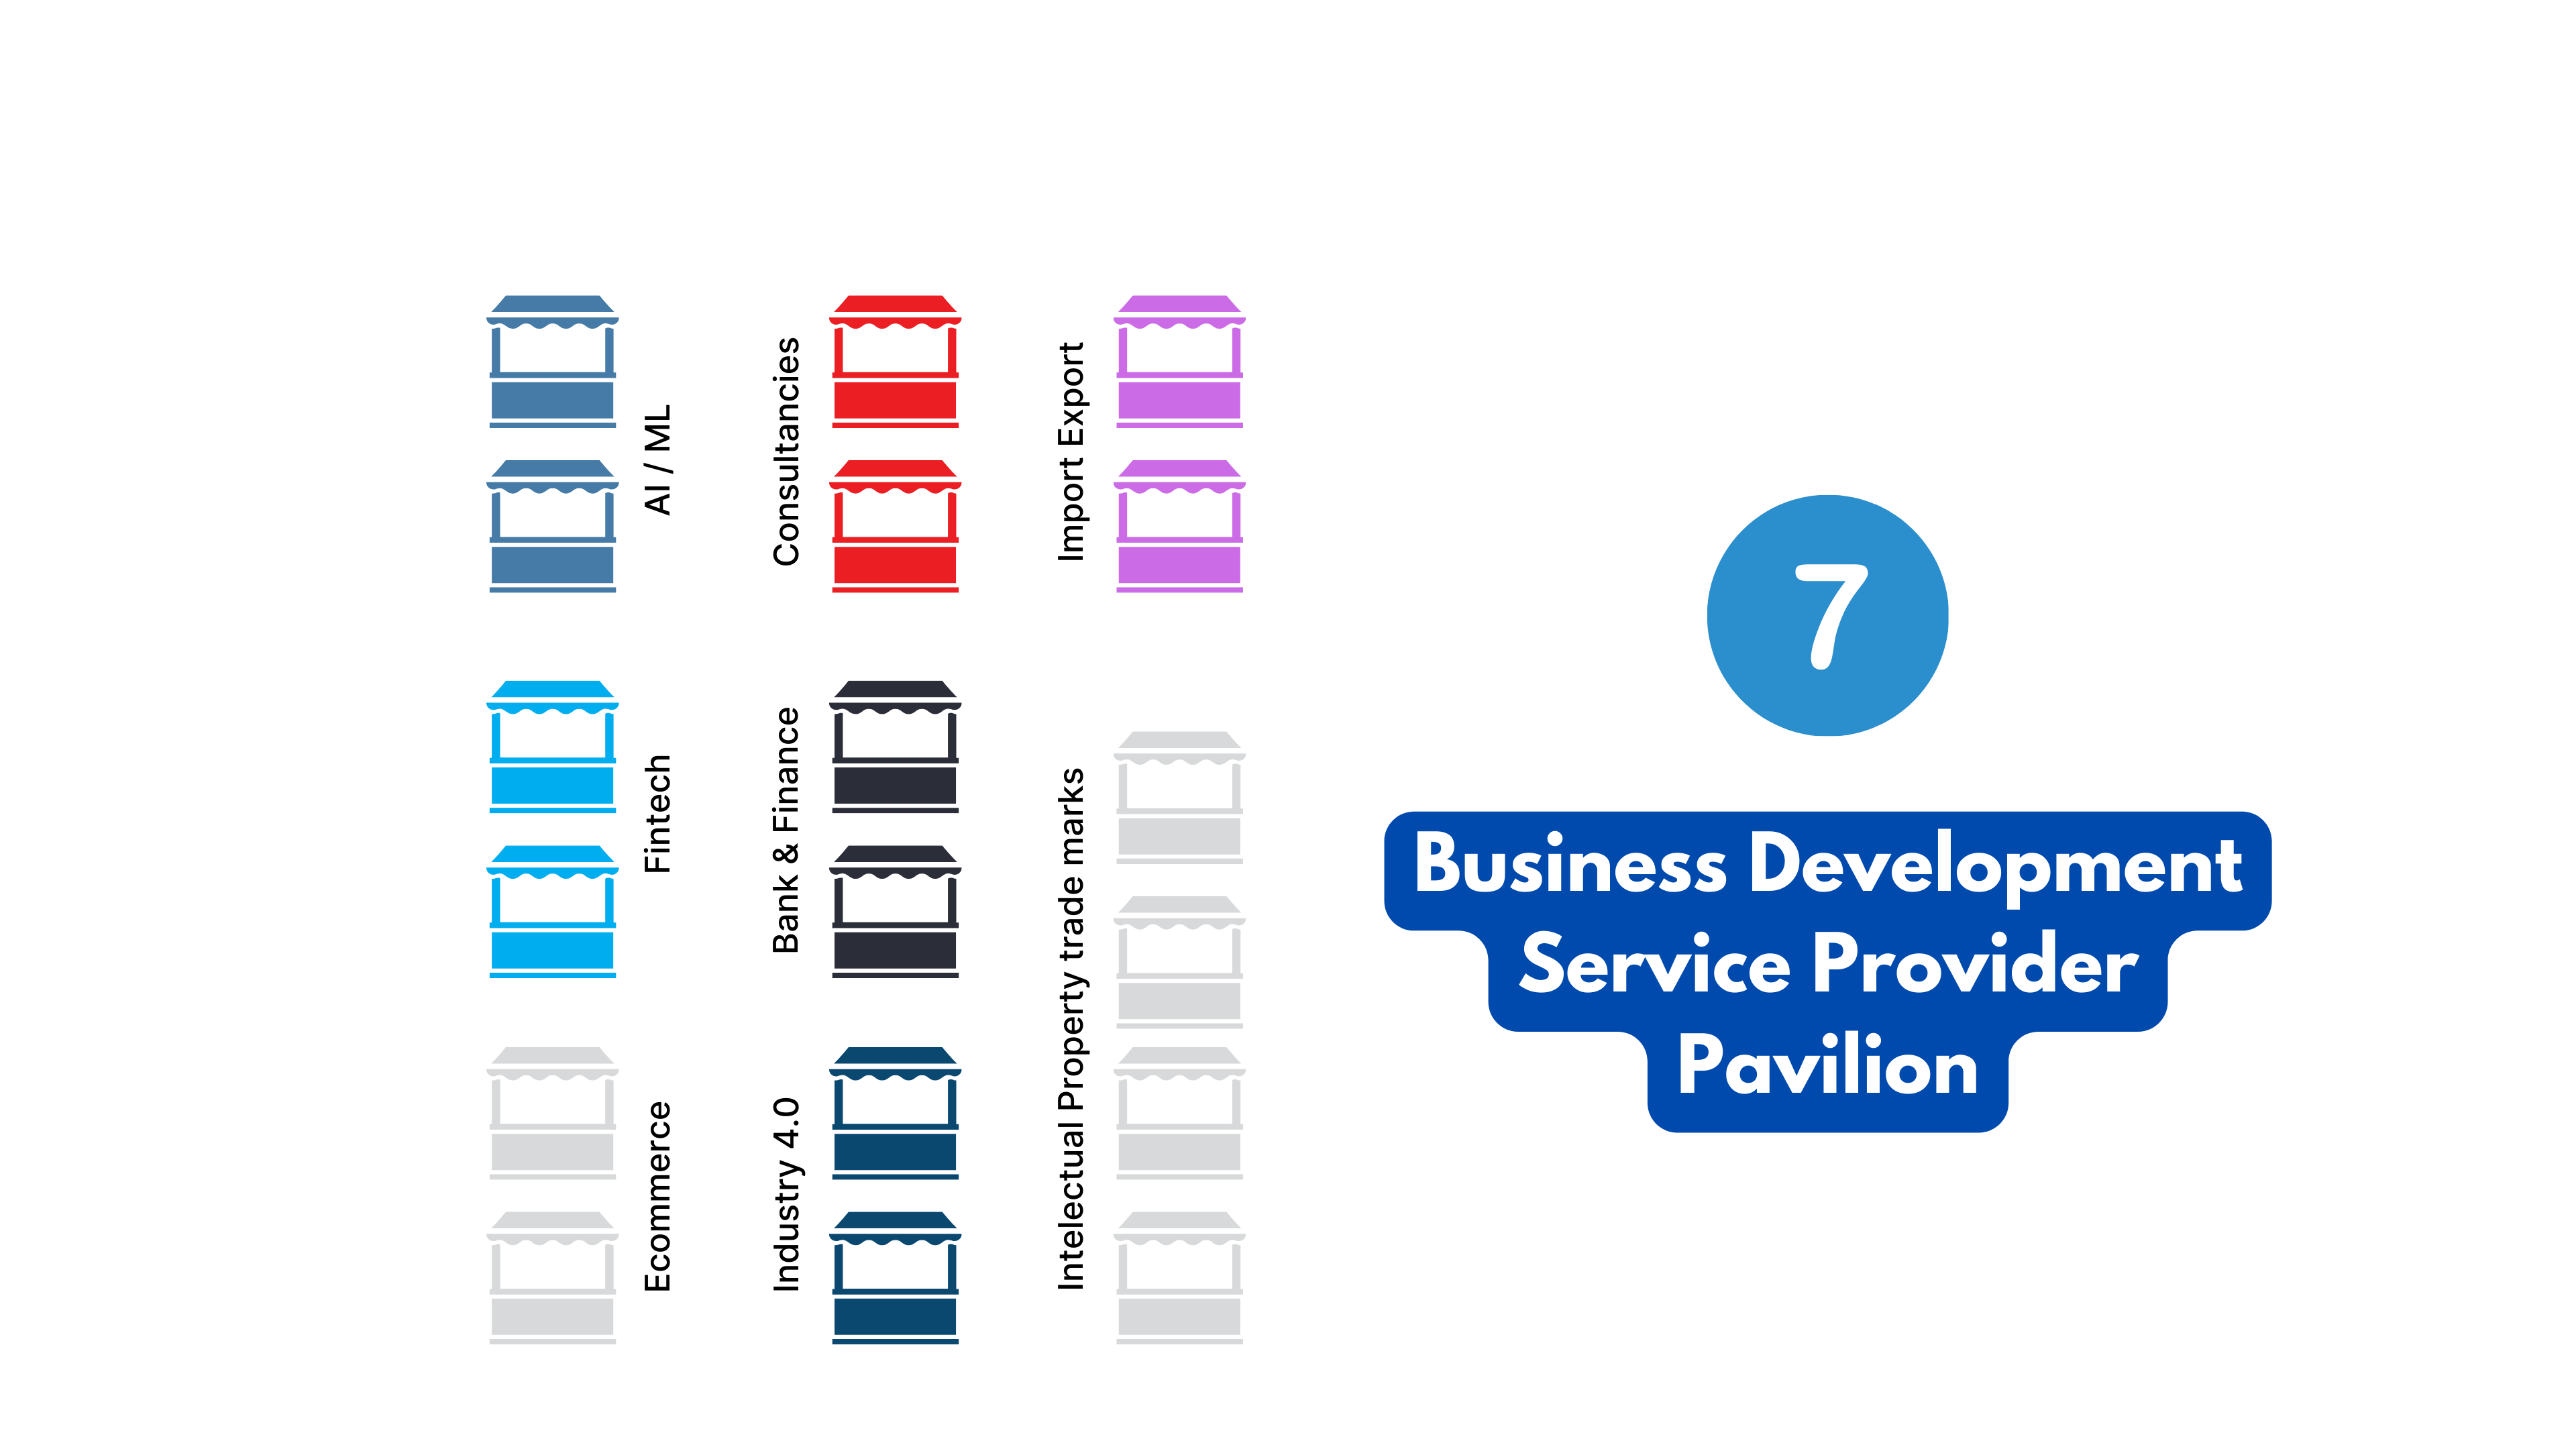 AI / ML
Consultancies
Import Export
Fintech
Bank & Finance
Intelectual Property trade marks
Ecommerce
Industry 4.0
7
Business Development
Service Provider
Pavilion